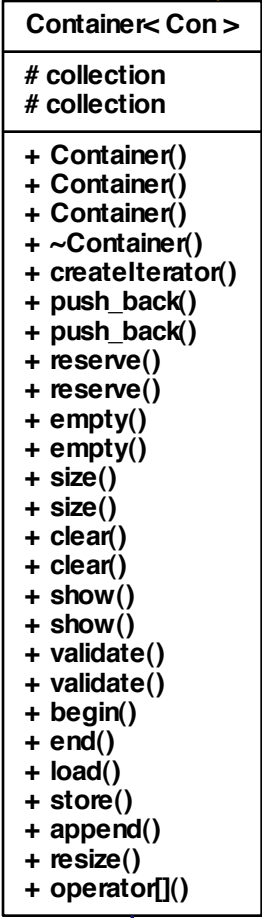 Container< Con >
# collection
# collection
+ Container()
+ Container()
+ Container()
+ ~Container()
+ createIterator()
+ push_back()
+ push_back()
+ reserve()
+ reserve()
+ empty()
+ empty()
+ size()
+ size()
+ clear()
+ clear()
+ show()
+ show()
+ validate()
+ validate()
+ begin()
+ end()
+ load()
+ store()
+ append()
+ resize()
+ operator[]()